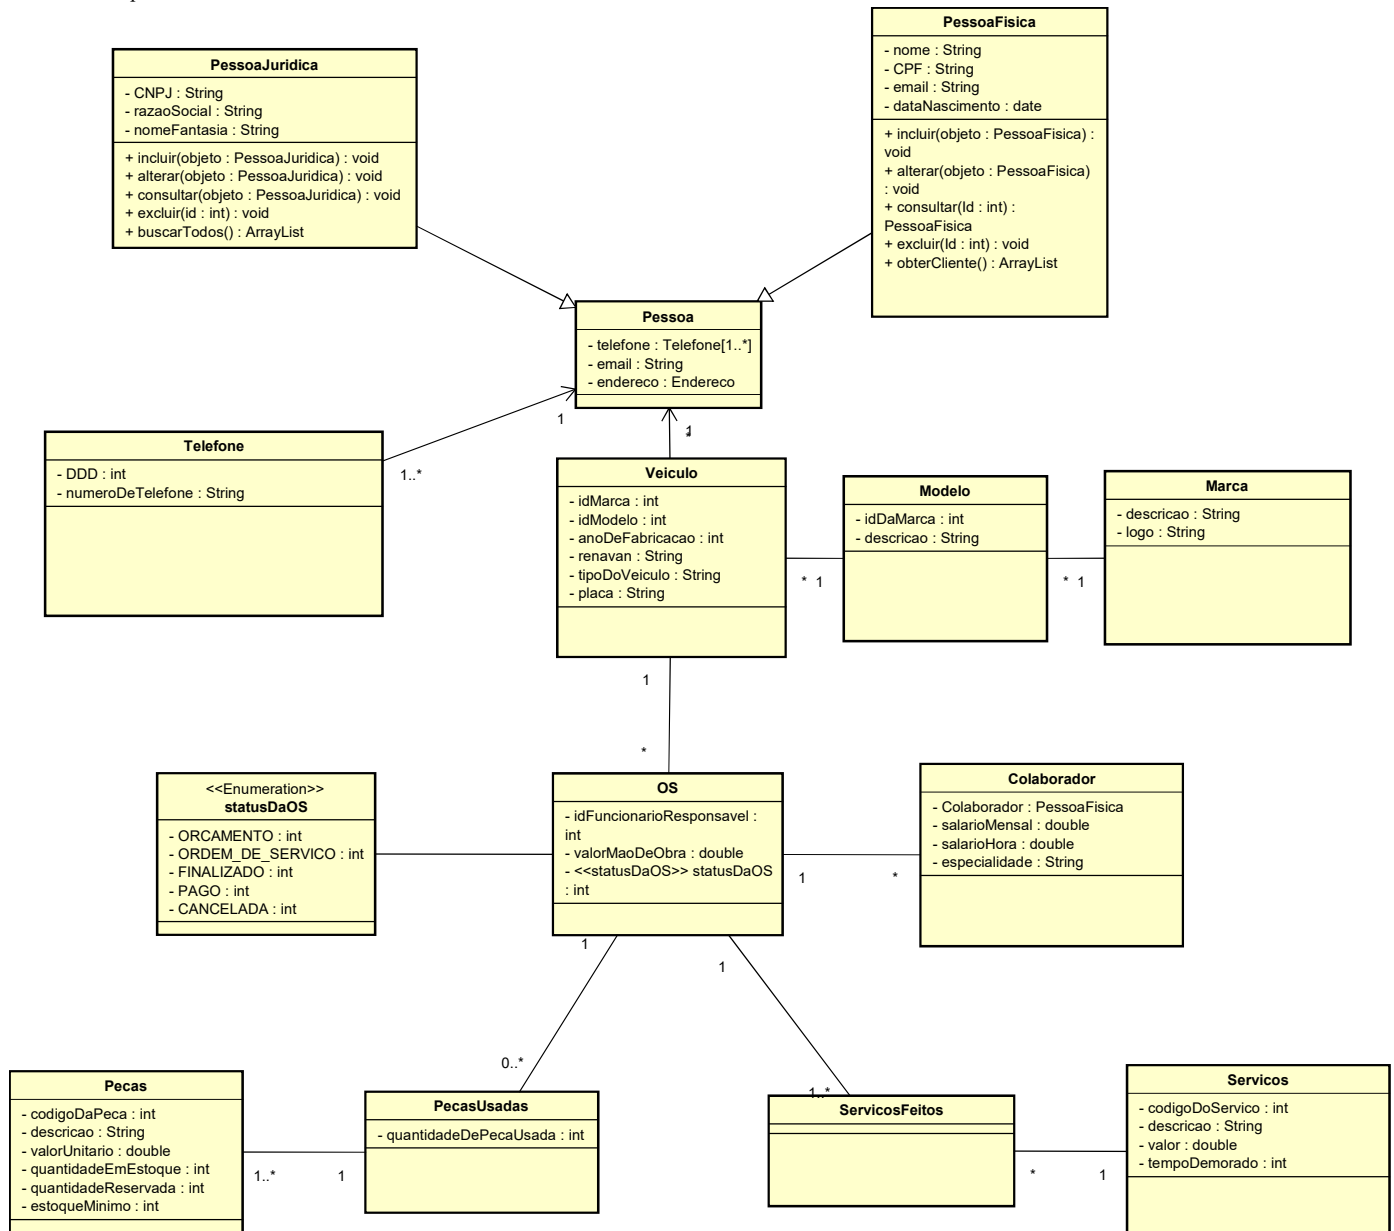 PessoaFisica
- nome : String
- CPF : String
- email : String
- dataNascimento : date
+ incluir(objeto : PessoaFisica) :
void
+ alterar(objeto : PessoaFisica)
: void
+ consultar(Id : int) :
PessoaFisica
+ excluir(Id : int) : void
+ obterCliente() : ArrayList
PessoaJuridica
- CNPJ : String
- razaoSocial : String
- nomeFantasia : String
+ incluir(objeto : PessoaJuridica) : void
+ alterar(objeto : PessoaJuridica) : void
+ consultar(objeto : PessoaJuridica) : void
+ excluir(id : int) : void
+ buscarTodos() : ArrayList
Pessoa
- telefone : Telefone[1..*]
- email : String
- endereco : Endereco
1
1
*
Telefone
- DDD : int
- numeroDeTelefone : String
1..*
Veiculo
- idMarca : int
- idModelo : int
- anoDeFabricacao : int
- renavan : String
- tipoDoVeiculo : String
- placa : String
* 1
Modelo
- idDaMarca : int
- descricao : String
* 1
Marca
- descricao : String
- logo : String
1
*
<<Enumeration>>
statusDaOS
- ORCAMENTO : int
- ORDEM_DE_SERVICO : int
- FINALIZADO : int
- PAGO : int
- CANCELADA : int
OS
- idFuncionarioResponsavel :
int
- valorMaoDeObra : double
- <<statusDaOS>> statusDaOS
: int
1
*
Colaborador
- Colaborador : PessoaFisica
- salarioMensal : double
- salarioHora : double
- especialidade : String
1
1
0..*
1..*
Pecas
- codigoDaPeca : int
- descricao : String
- valorUnitario : double
- quantidadeEmEstoque : int
- quantidadeReservada : int
- estoqueMinimo : int
1..*
1
PecasUsadas
- quantidadeDePecaUsada : int
ServicosFeitos
*
1
Servicos
- codigoDoServico : int
- descricao : String
- valor : double
- tempoDemorado : int